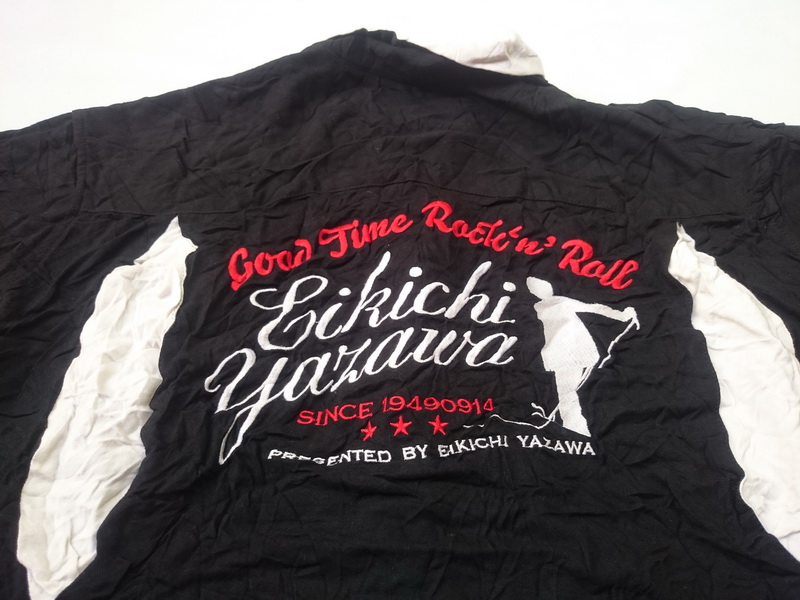 Good Time Rock'n' Roll
Eikichi
Yazawa
SINCE 19490914
PRESENTED BY EIKICHI YAZAWA